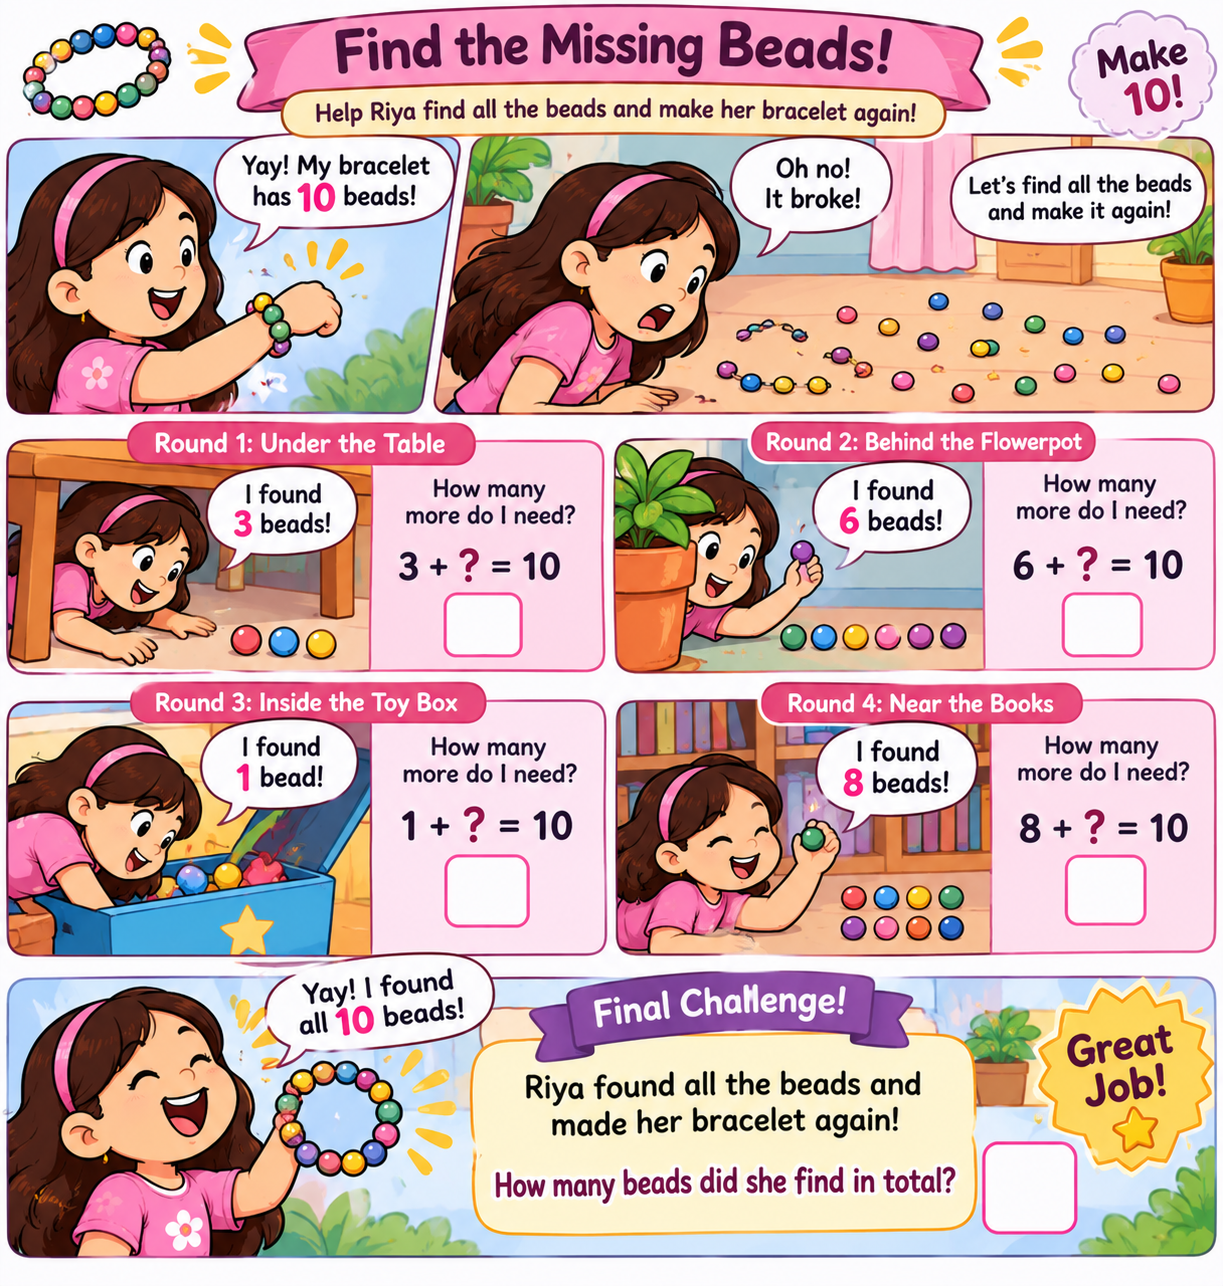 Find the Missing Beads!
Help Riya find all the beads and make her bracelet again!
Make
10!
Yay! My bracelet
has 10 beads!
Oh no!
It broke!
Let's find all the beads
and make it again!
Round 1: Under the Table
I found
3 beads!
How many
more do I need?
3 + ? = 10
Round 2: Behind the Flowerpot
I found
6 beads!
How many
more do I need?
6 + ? = 10
Round 3: Inside the Toy Box
I found
1 bead!
How many
more do I need?
1 + ? = 10
Round 4: Near the Books
I found
8 beads!
How many
more do I need?
8 + ? = 10
Yay! I found
all 10 beads!
Final Challenge!
Riya found all the beads and
made her bracelet again!
How many beads did she find in total?
Great
Job!